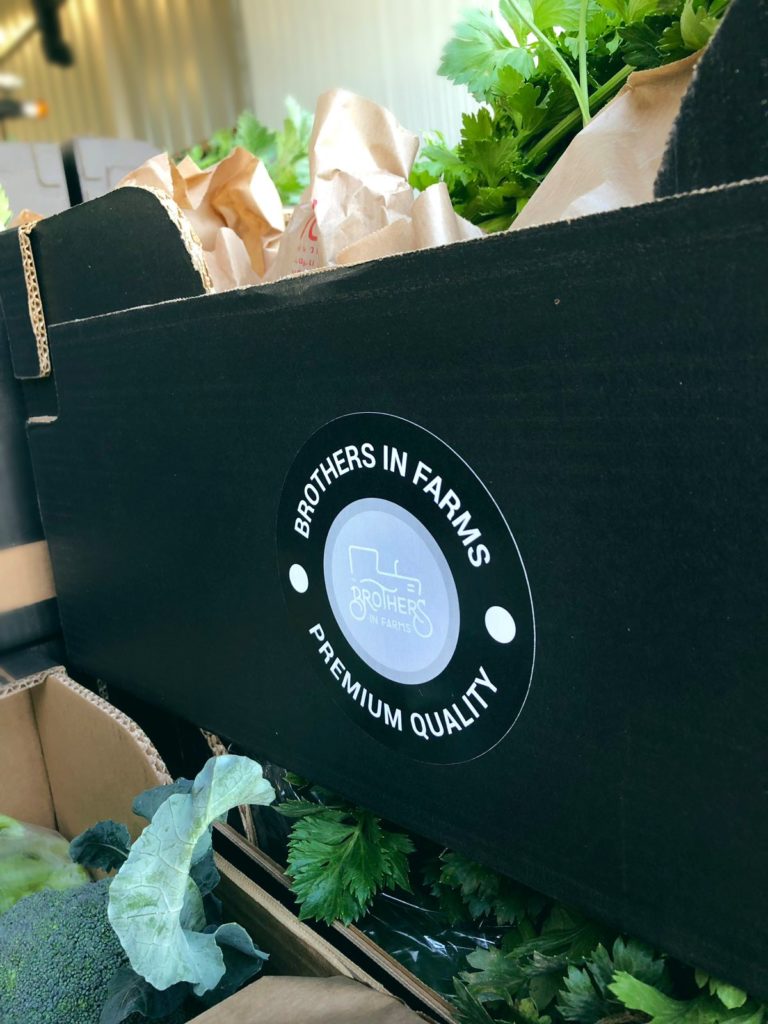 BROTHERS IN FARMS
BROTHERS
IN FARMS
PREMIUM QUALITY